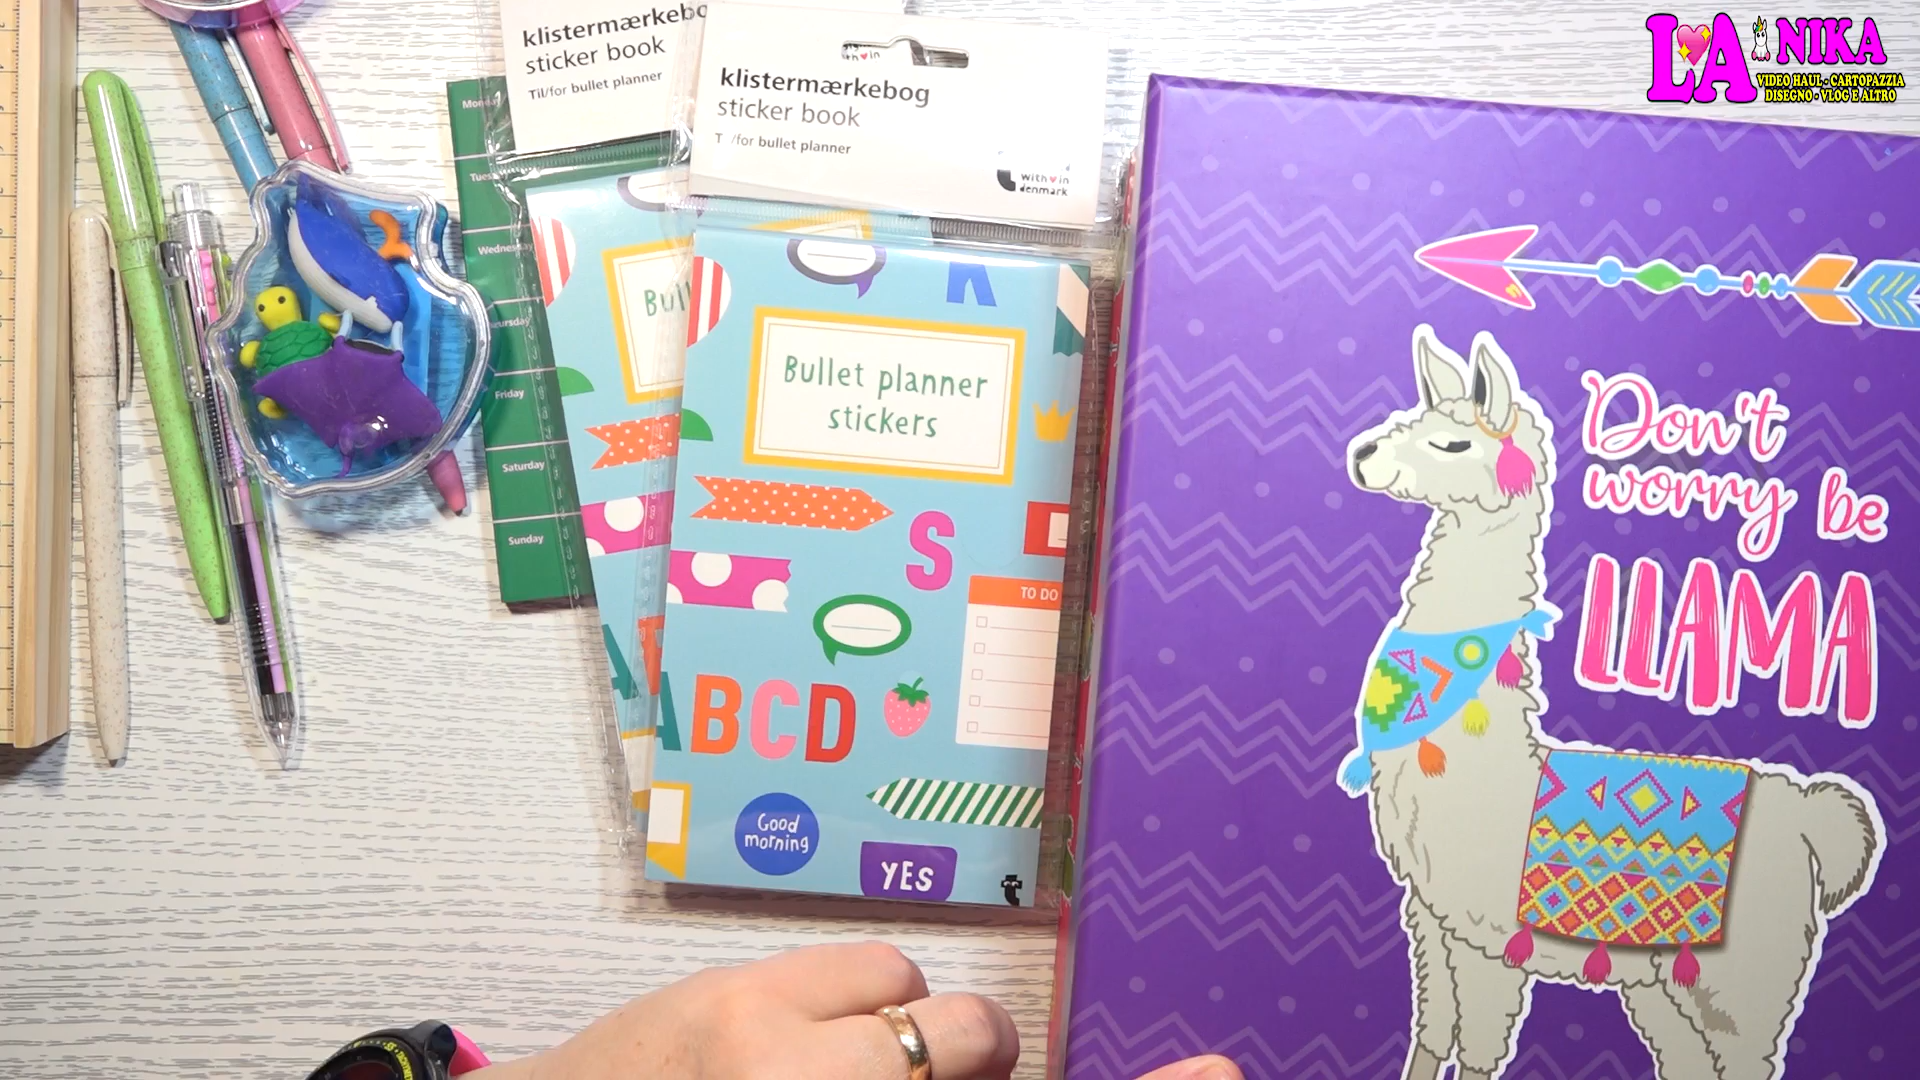 LA NIKA
VIDEO HAUL - CARTOPAZZIA
DISEGNO - VLOG E ALTRO
klistermærkebo
sticker book
Til/for bullet planner
klistermærkebog
sticker book
T /for bullet planner
with in
denmark
Monday
Tues
Wednesday
Friday
Saturday
Sunday
Bull
Bullet planner
stickers
K
S
TO DO
A
ABCD
Good
morning
YES
Don't
worry be
LLAMA